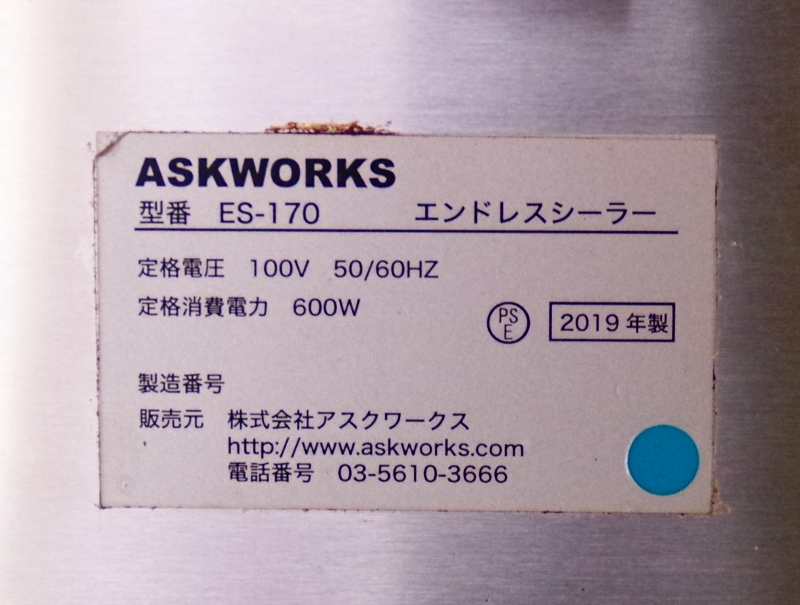 ASKWORKS
型番 ES-170 エンドレスシーラー
定格電圧 100V 50/60HZ
定格消費電力 600W
PS
E
2019 年製
製造番号
販売元 株式会社アスクワークス
http://www.askworks.com
電話番号 03-5610-3666